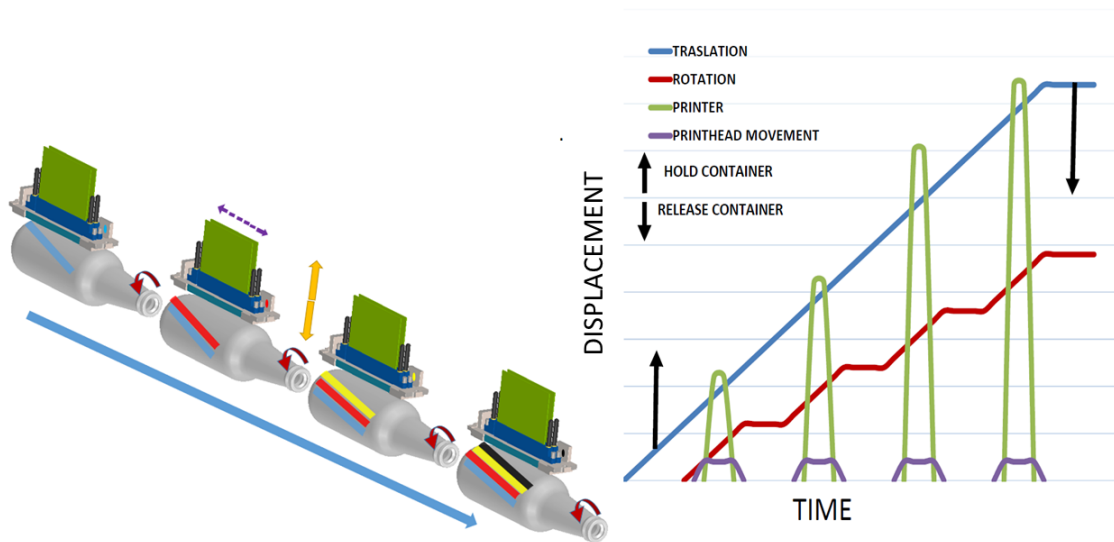 TRASLATION
ROTATION
PRINTER
PRINTHEAD MOVEMENT
HOLD CONTAINER
RELEASE CONTAINER
DISPLACEMENT
TIME